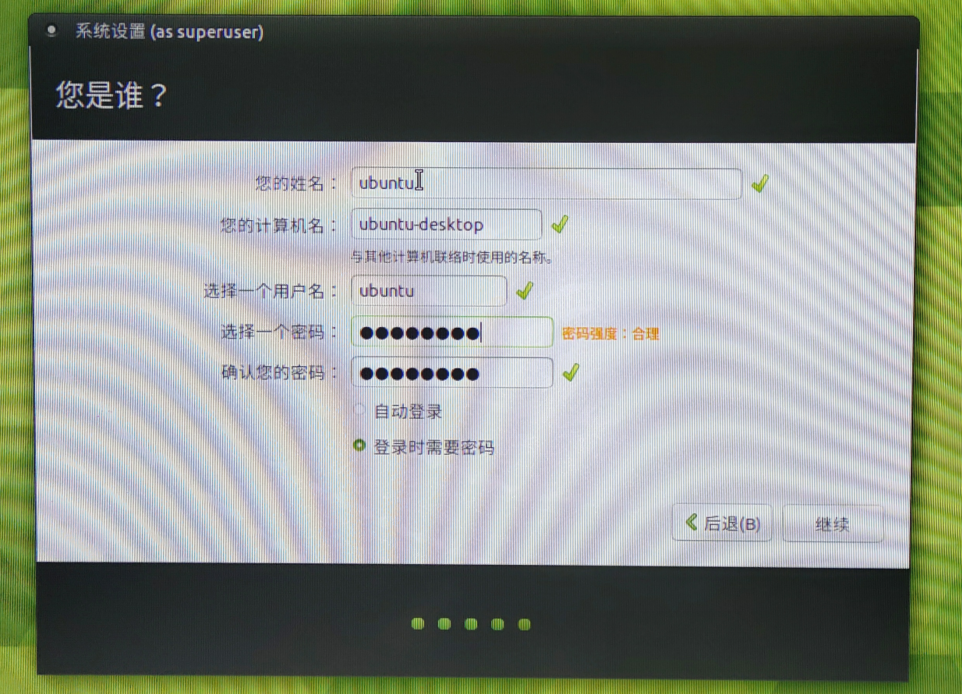 系统设置 (as superuser)
您是谁？
您的姓名： ubuntu
您的计算机名： ubuntu-desktop
与其他计算机联络时使用的名称。
选择一个用户名： ubuntu
选择一个密码： ●●●●●●●● 密码强度：合理
确认您的密码： ●●●●●●●●
自动登录
登录时需要密码
后退(B) 继续